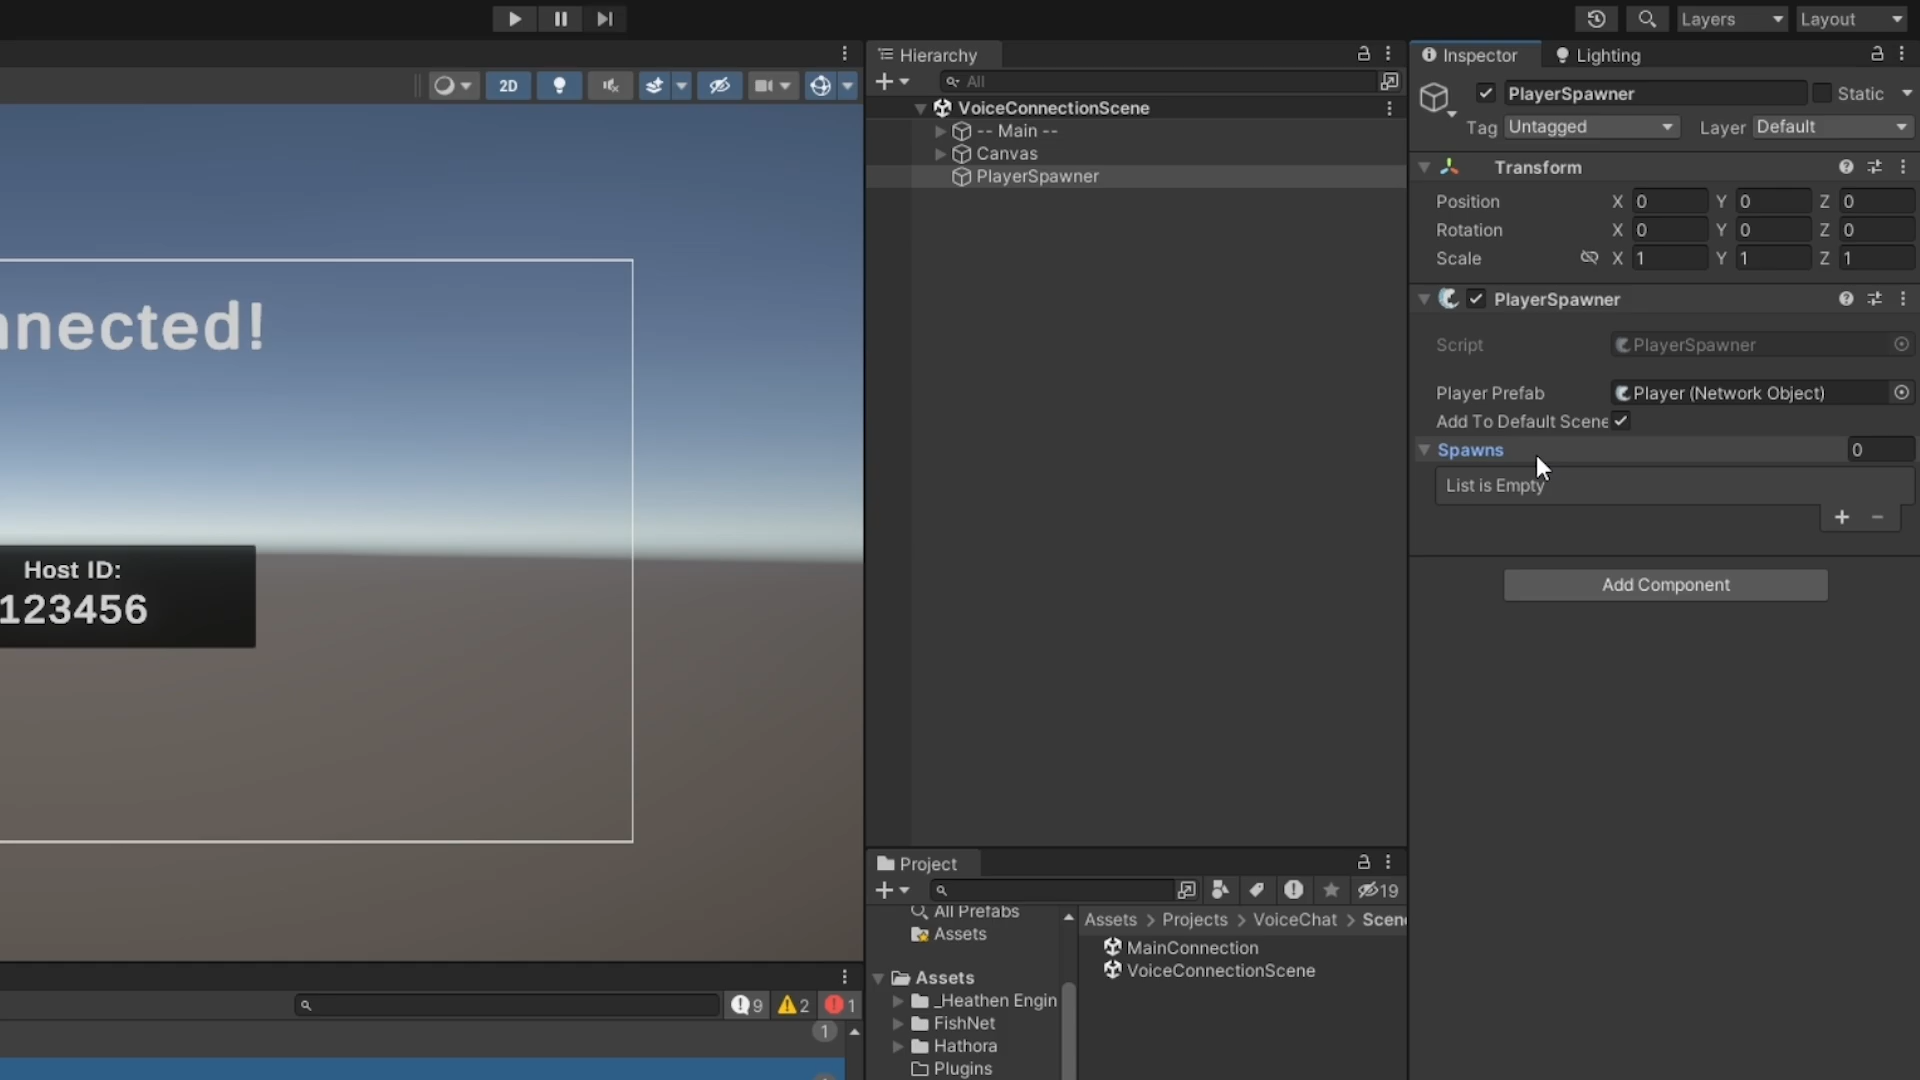 Layers
Layout
2D
nnected!
Host ID:
123456
9
2
1
1
Hierarchy
All
VoiceConnectionScene
-- Main --
Canvas
PlayerSpawner
Project
19
All Prefabs
Assets
Assets
_Heathen Engin
FishNet
Hathora
Plugins
Assets > Projects > VoiceChat > Scen
MainConnection
VoiceConnectionScene
Inspector
Lighting
PlayerSpawner
Static
Tag Untagged
Layer Default
Transform
Position X 0 Y 0 Z 0
Rotation X 0 Y 0 Z 0
Scale X 1 Y 1 Z 1
PlayerSpawner
Script PlayerSpawner
Player Prefab Player (Network Object)
Add To Default Scene
Spawns 0
List is Empty
Add Component